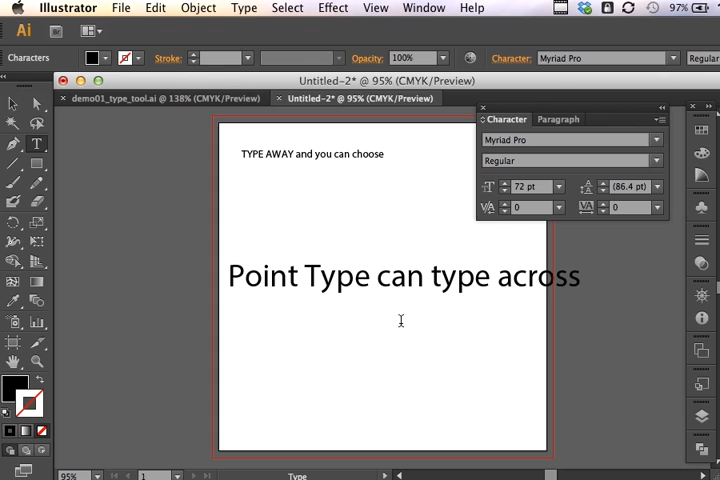 Illustrator File Edit Object Type Select Effect View Window Help 97%
Ai Br
Characters Stroke: Opacity: 100% Character: Myriad Pro Regular
Untitled-2* @ 95% (CMYK/Preview)
demo01_type_tool.ai @ 138% (CMYK/Preview) Untitled-2* @ 95% (CMYK/Preview)
Character Paragraph
Myriad Pro
Regular
72 pt (86.4 pt)
0 0
TYPE AWAY and you can choose
Point Type can type across
95% 1 Type